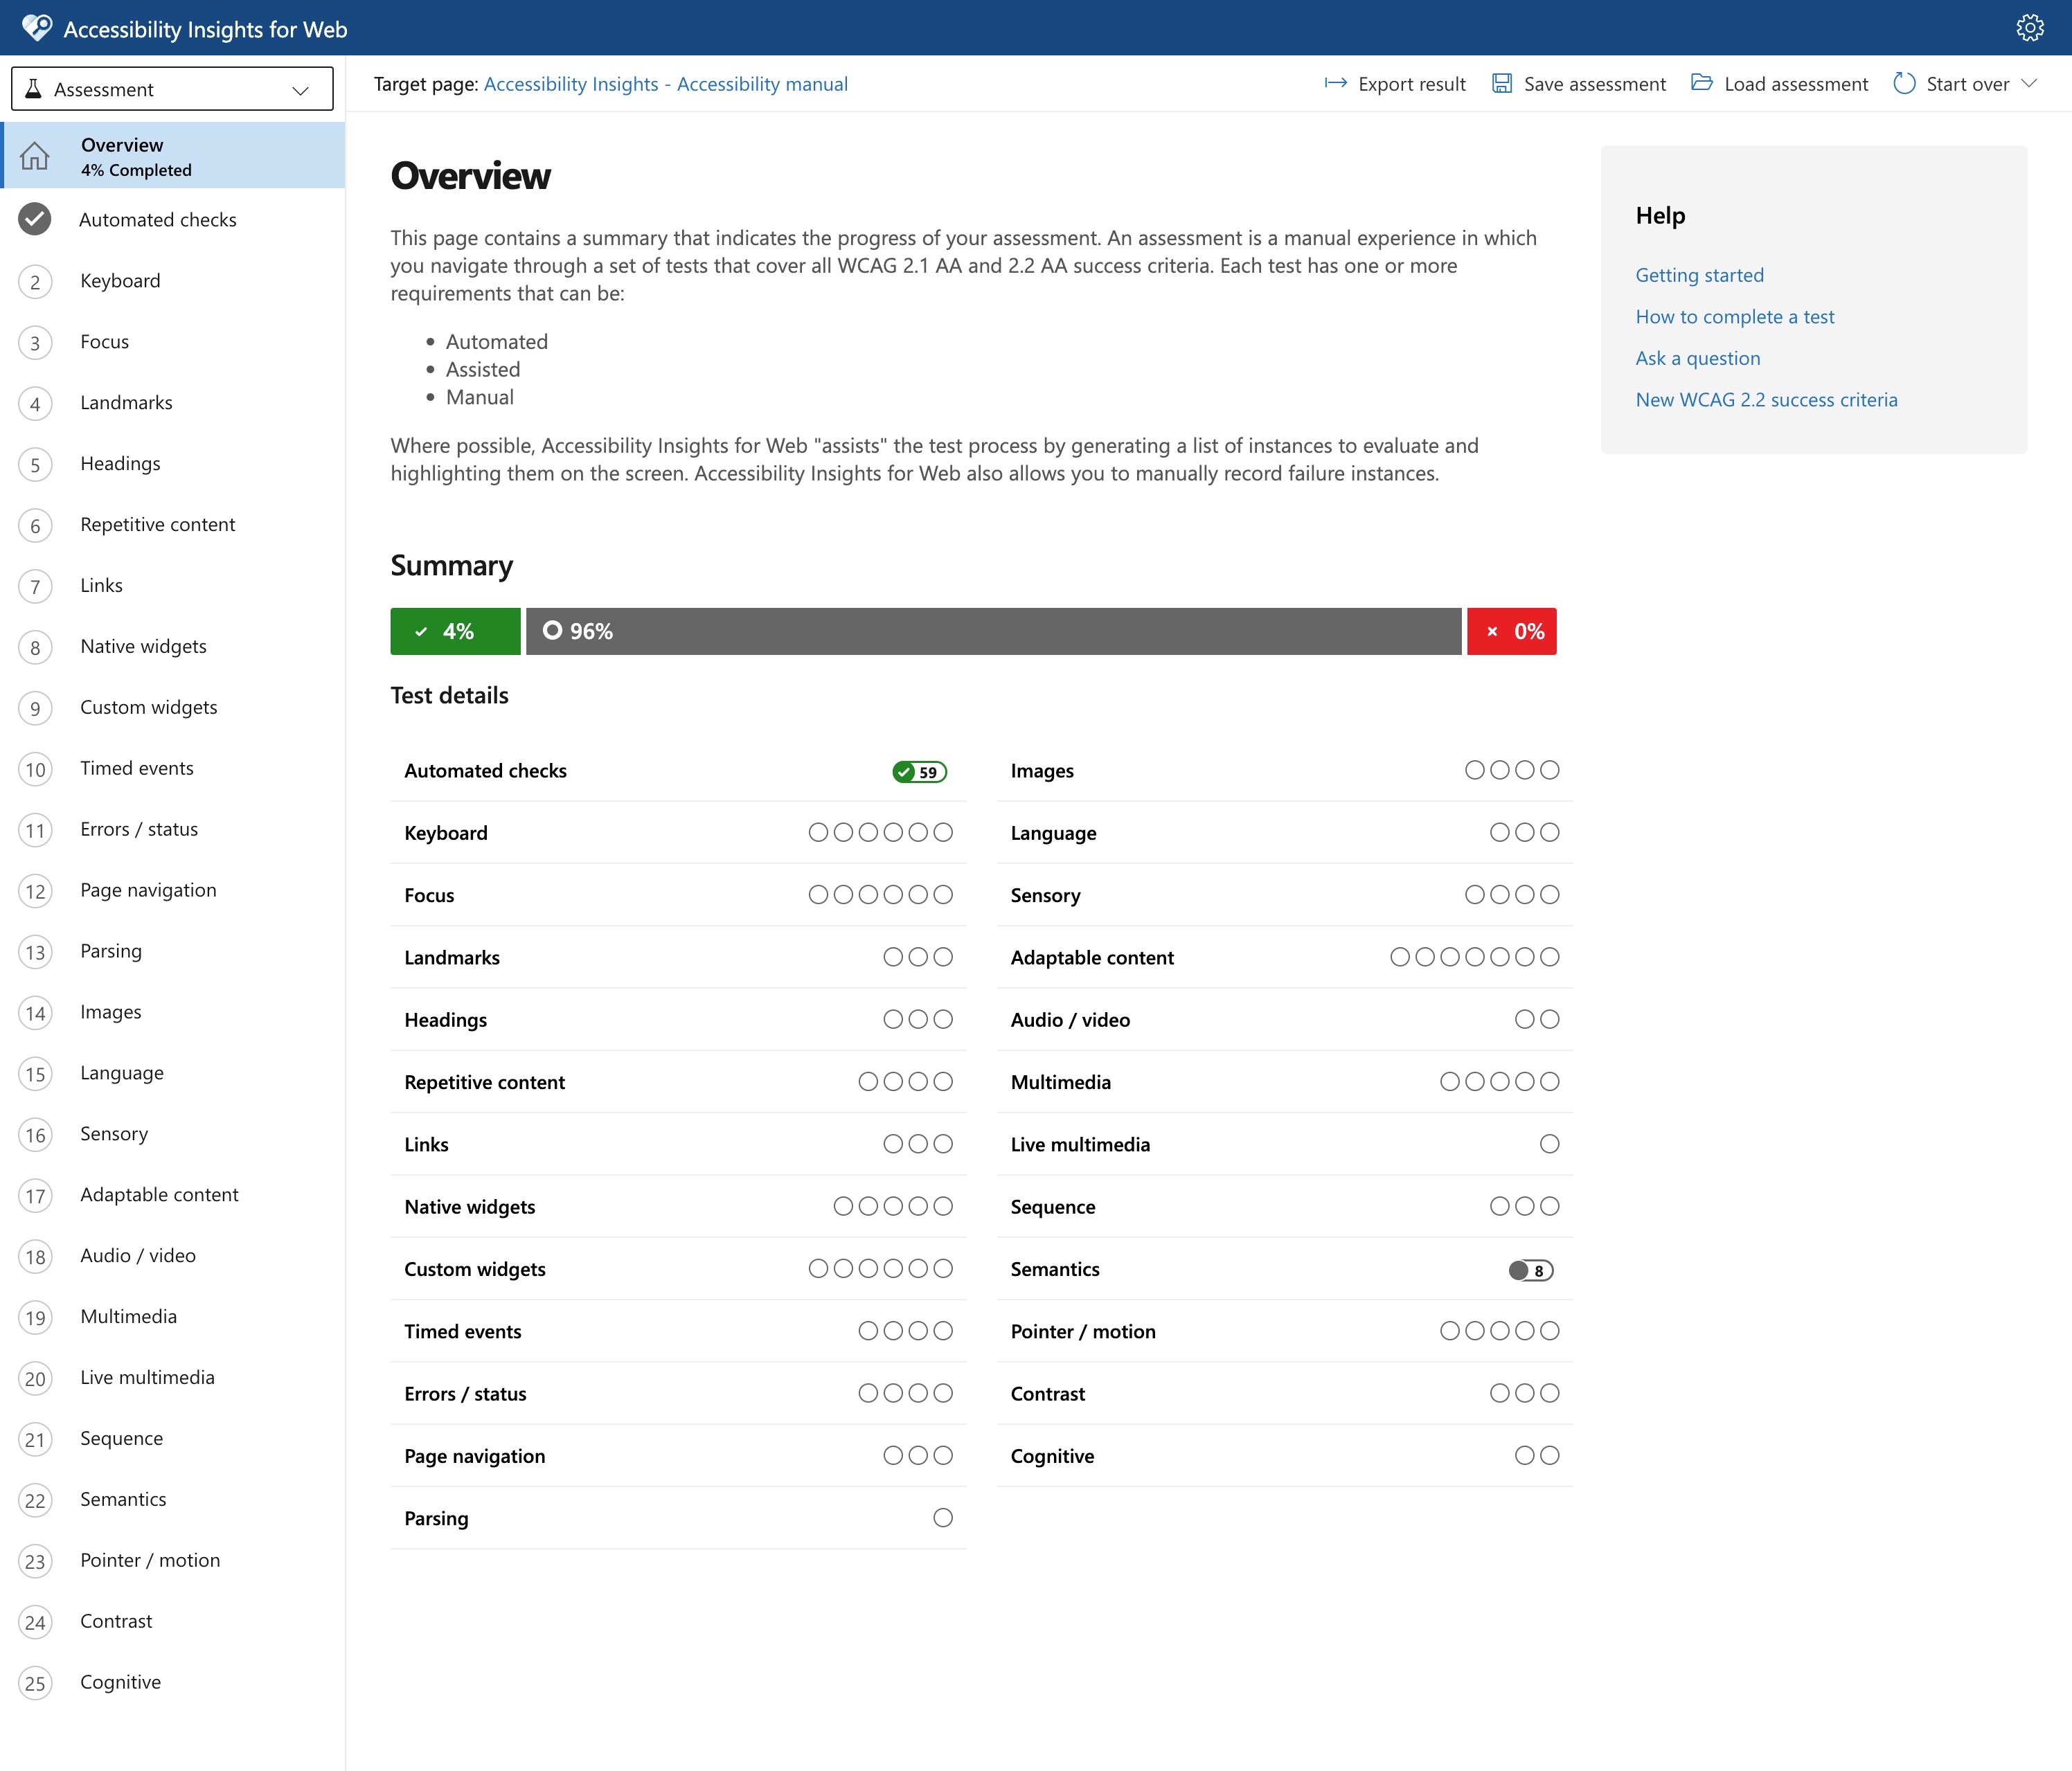 Accessibility Insights for Web
Assessment
Target page: Accessibility Insights - Accessibility manual
Export result
Save assessment
Load assessment
Start over
Overview
4% Completed
Automated checks
2 Keyboard
3 Focus
4 Landmarks
5 Headings
6 Repetitive content
7 Links
8 Native widgets
9 Custom widgets
10 Timed events
11 Errors / status
12 Page navigation
13 Parsing
14 Images
15 Language
16 Sensory
17 Adaptable content
18 Audio / video
19 Multimedia
20 Live multimedia
21 Sequence
22 Semantics
23 Pointer / motion
24 Contrast
25 Cognitive
Overview
This page contains a summary that indicates the progress of your assessment. An assessment is a manual experience in which
you navigate through a set of tests that cover all WCAG 2.1 AA and 2.2 AA success criteria. Each test has one or more
requirements that can be:
• Automated
• Assisted
• Manual
Where possible, Accessibility Insights for Web "assists" the test process by generating a list of instances to evaluate and
highlighting them on the screen. Accessibility Insights for Web also allows you to manually record failure instances.
Summary
4%
96%
0%
Test details
Automated checks 59
Keyboard
Focus
Landmarks
Headings
Repetitive content
Links
Native widgets
Custom widgets
Timed events
Errors / status
Page navigation
Parsing
Images
Language
Sensory
Adaptable content
Audio / video
Multimedia
Live multimedia
Sequence
Semantics 8
Pointer / motion
Contrast
Cognitive
Help
Getting started
How to complete a test
Ask a question
New WCAG 2.2 success criteria